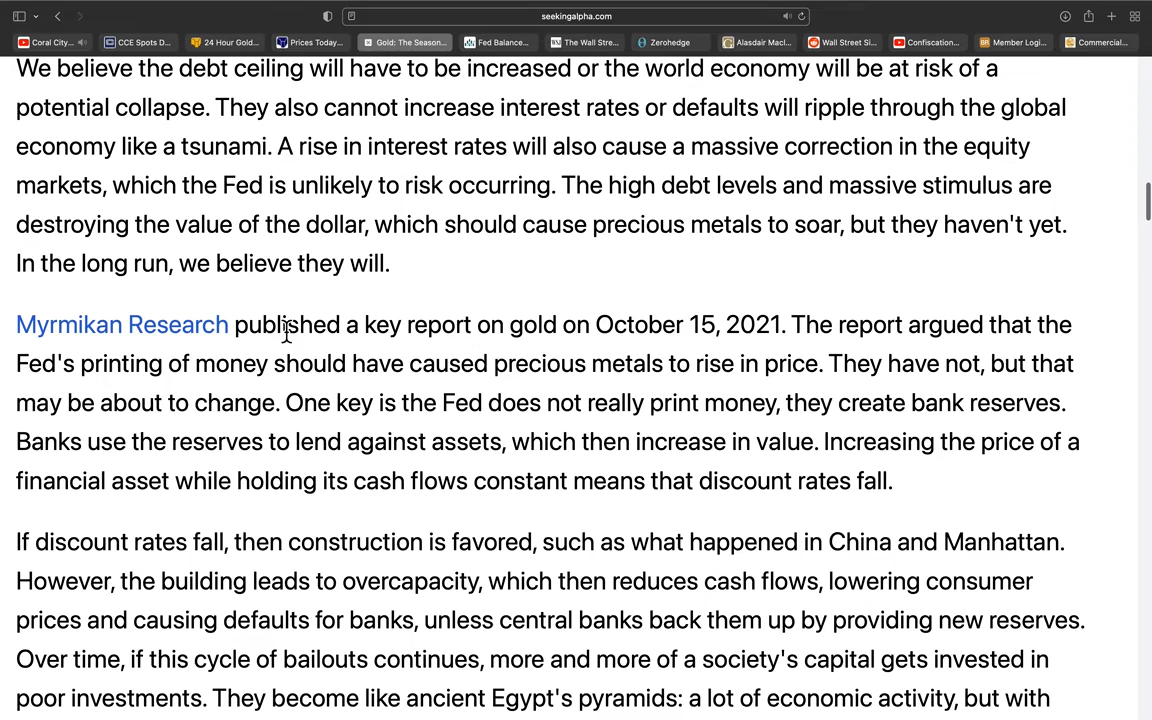 seekingalpha.com
Coral City...
CCE Spots D...
24 Hour Gold...
Prices Today...
Gold: The Season...
Fed Balance...
The Wall Stre...
Zerohedge
Alasdair Macl...
Wall Street Si...
Confiscation...
Member Logi...
Commercial...
We believe the debt ceiling will have to be increased or the world economy will be at risk of a
potential collapse. They also cannot increase interest rates or defaults will ripple through the global
economy like a tsunami. A rise in interest rates will also cause a massive correction in the equity
markets, which the Fed is unlikely to risk occurring. The high debt levels and massive stimulus are
destroying the value of the dollar, which should cause precious metals to soar, but they haven't yet.
In the long run, we believe they will.
Myrmikan Research published a key report on gold on October 15, 2021. The report argued that the
Fed's printing of money should have caused precious metals to rise in price. They have not, but that
may be about to change. One key is the Fed does not really print money, they create bank reserves.
Banks use the reserves to lend against assets, which then increase in value. Increasing the price of a
financial asset while holding its cash flows constant means that discount rates fall.
If discount rates fall, then construction is favored, such as what happened in China and Manhattan.
However, the building leads to overcapacity, which then reduces cash flows, lowering consumer
prices and causing defaults for banks, unless central banks back them up by providing new reserves.
Over time, if this cycle of bailouts continues, more and more of a society's capital gets invested in
poor investments. They become like ancient Egypt's pyramids: a lot of economic activity, but with